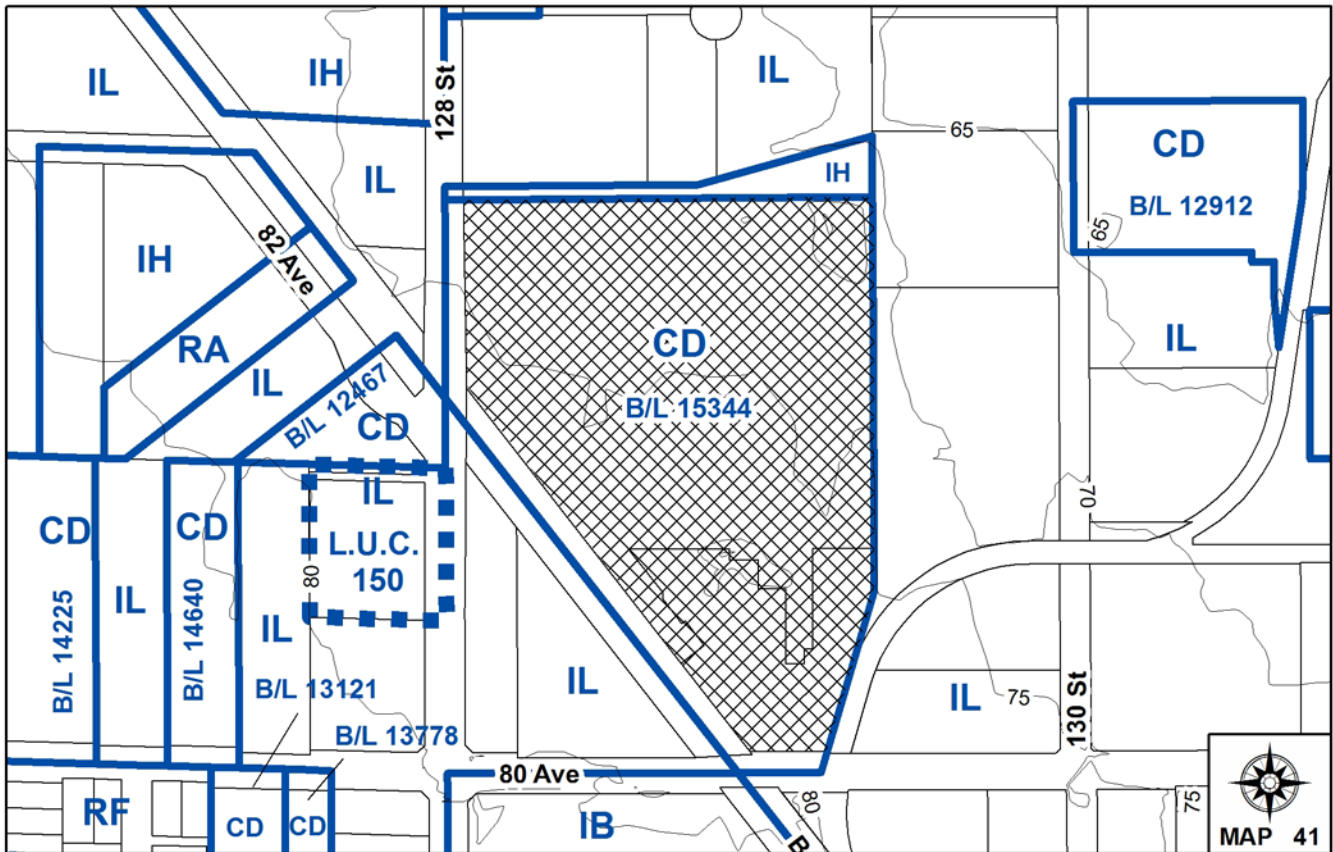 IL
IH
128 St
IL
65
CD
B/L 12912
65
IL
IH
IH
82 Ave
RA
IL
B/L 12467
CD
CD
B/L 15344
IL
CD
B/L 14225
IL
CD
B/L 14640
IL
L.U.C.
150
80
IL
B/L 13121
B/L 13778
IL
70
IL
75
130 St
80 Ave
RF
CD
CD
IB
80
B
75
MAP 41